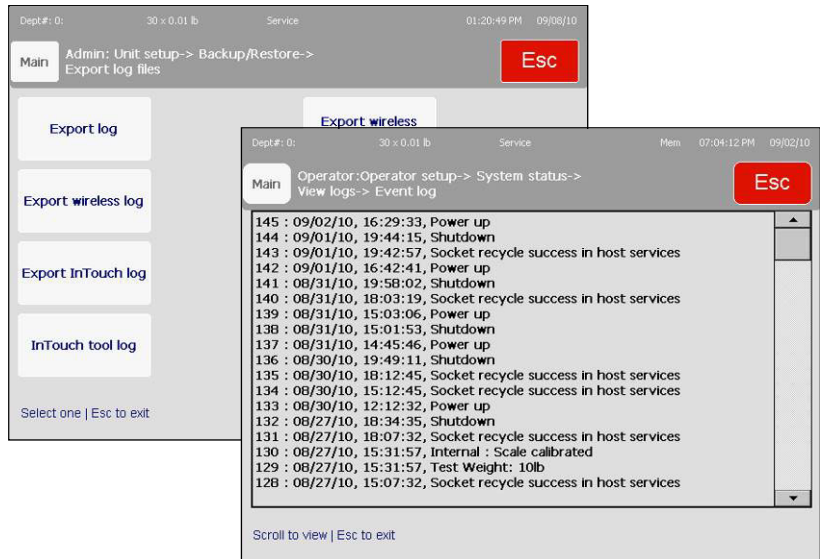 Dept#: 0: 30 x 0.01 lb Service 01:20:49 PM 09/08/10
Main
Admin: Unit setup-> Backup/Restore->
Export log files
Esc
Export log
Export wireless
Export wireless log
Export InTouch log
InTouch tool log
Select one | Esc to exit
Dept#: 0: 30 x 0.01 lb Service Mem 07:04:12 PM 09/02/10
Main
Operator:Operator setup-> System status->
View logs-> Event log
Esc
145 : 09/02/10, 16:29:33, Power up
144 : 09/01/10, 19:44:15, Shutdown
143 : 09/01/10, 19:42:57, Socket recycle success in host services
142 : 09/01/10, 16:42:41, Power up
141 : 08/31/10, 19:58:02, Shutdown
140 : 08/31/10, 18:03:19, Socket recycle success in host services
139 : 08/31/10, 15:03:06, Power up
138 : 08/31/10, 15:01:53, Shutdown
137 : 08/31/10, 14:45:46, Power up
136 : 08/30/10, 19:49:11, Shutdown
135 : 08/30/10, 18:12:45, Socket recycle success in host services
134 : 08/30/10, 15:12:45, Socket recycle success in host services
133 : 08/30/10, 12:12:32, Power up
132 : 08/27/10, 18:34:35, Shutdown
131 : 08/27/10, 18:07:32, Socket recycle success in host services
130 : 08/27/10, 15:31:57, Internal : Scale calibrated
129 : 08/27/10, 15:31:57, Test Weight: 10lb
128 : 08/27/10, 15:07:32, Socket recycle success in host services
Scroll to view | Esc to exit